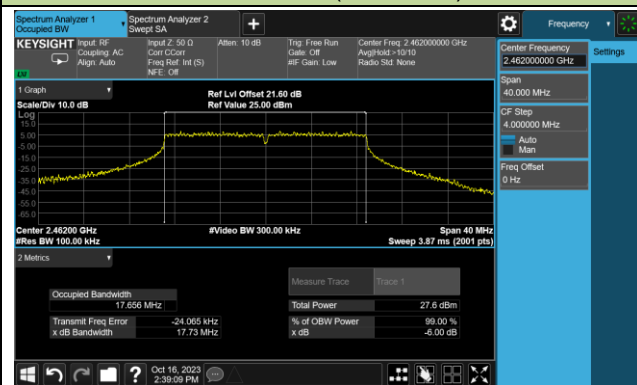 Spectrum Analyzer 1
Occupied BW
Spectrum Analyzer 2
Swept SA
Frequency
KEYSIGHT
Input: RF
Coupling: AC
Align: Auto
Input Z: 50 Ω
Corr CCorr
Freq Ref: Int (S)
NFE: Off
Atten: 10 dB
Trig: Free Run
Gate: Off
#IF Gain: Low
Center Freq: 2.462000000 GHz
Avg|Hold:>10/10
Radio Std: None
Center Frequency
2.462000000 GHz
Settings
Span
40.000 MHz
CF Step
4.000000 MHz
Auto
Man
Freq Offset
0 Hz
1 Graph
Scale/Div 10.0 dB
Ref Lvl Offset 21.60 dB
Ref Value 25.00 dBm
Log
15.0
5.00
-5.00
-15.0
-25.0
-35.0
-45.0
-55.0
-65.0
Center 2.46200 GHz
#Res BW 100.00 kHz
#Video BW 300.00 kHz
Span 40 MHz
Sweep 3.87 ms (2001 pts)
2 Metrics
Measure Trace
Trace 1
Occupied Bandwidth
17.656 MHz
Total Power
27.6 dBm
Transmit Freq Error
-24.065 kHz
% of OBW Power
99.00 %
x dB Bandwidth
17.73 MHz
x dB
-6.00 dB
Oct 16, 2023
2:39:09 PM